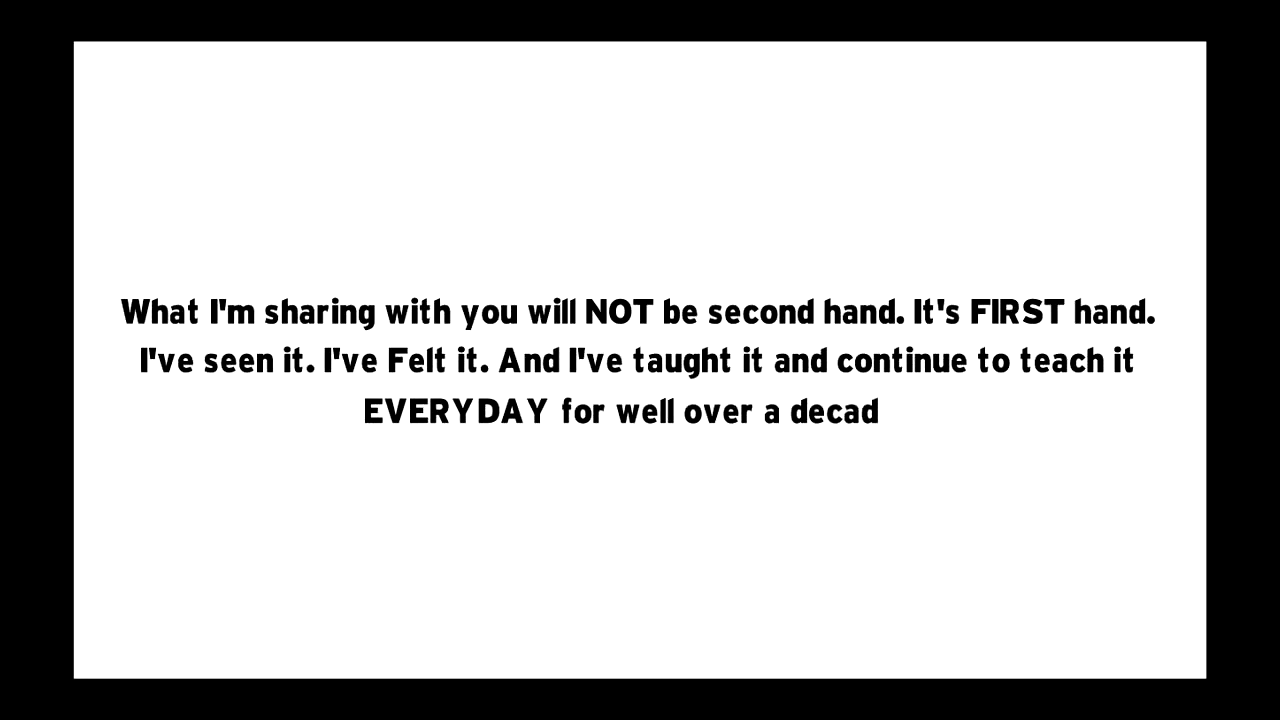 What I'm sharing with you will NOT be second hand. It's FIRST hand.
I've seen it. I've Felt it. And I've taught it and continue to teach it
EVERYDAY for well over a decad